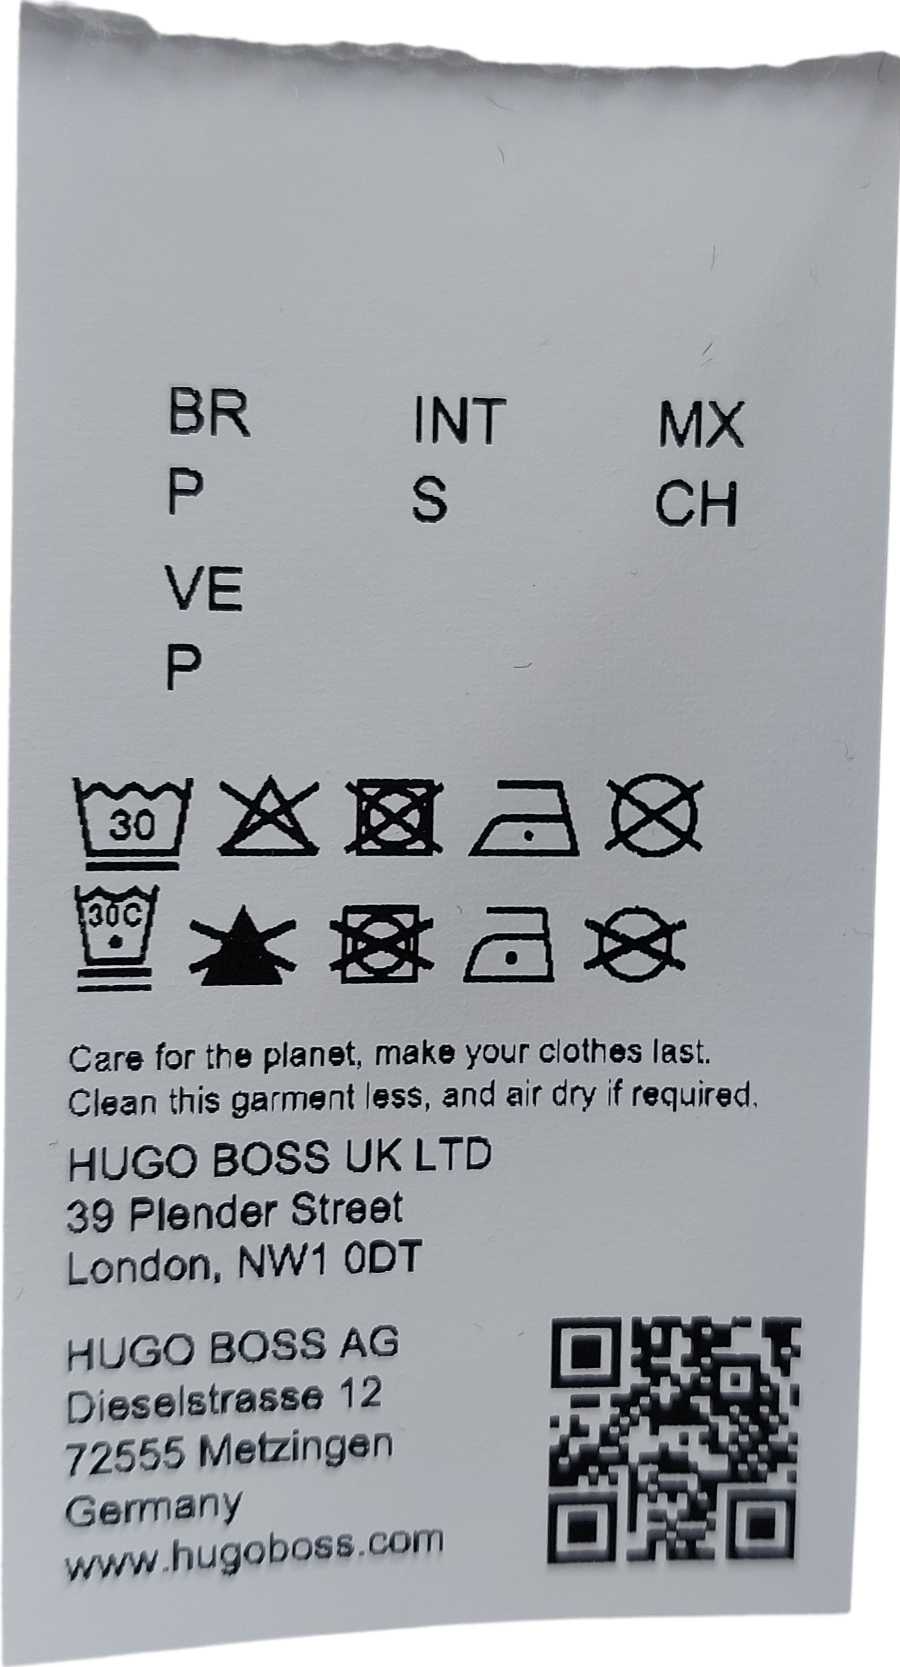 BR INT MX
P S CH
VE
P
30
30C
Care for the planet, make your clothes last.
Clean this garment less, and air dry if required.
HUGO BOSS UK LTD
39 Plender Street
London, NW1 0DT
HUGO BOSS AG
Dieselstrasse 12
72555 Metzingen
Germany
www.hugoboss.com